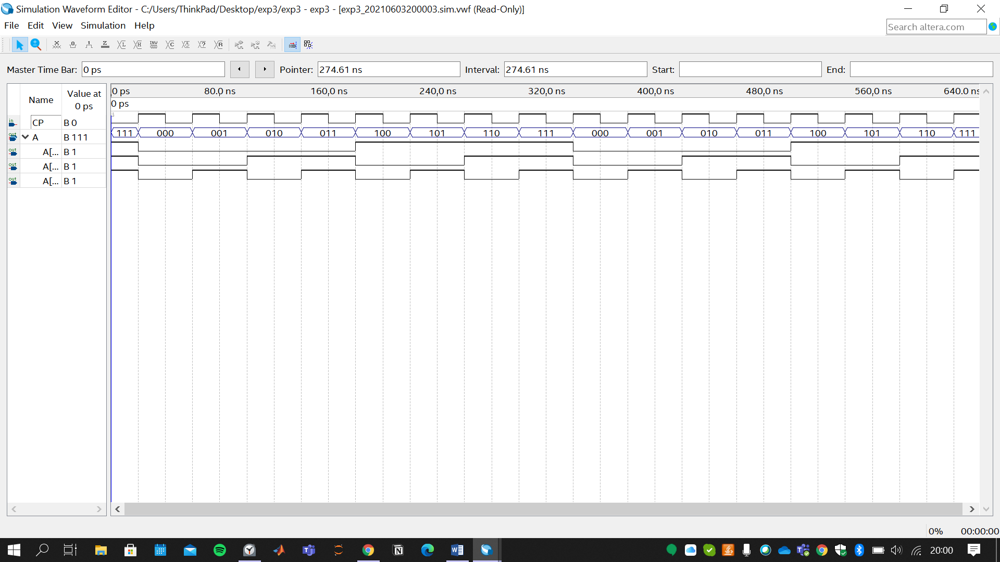 Simulation Waveform Editor - C:/Users/ThinkPad/Desktop/exp3/exp3 - exp3 - [exp3_20210603200003.sim.vwf (Read-Only)]
File Edit View Simulation Help
Search altera.com
Master Time Bar: 0 ps Pointer: 274.61 ns Interval: 274.61 ns Start: End:
Name
Value at
0 ps
0 ps 80.0 ns 160.0 ns 240.0 ns 320.0 ns 400.0 ns 480.0 ns 560.0 ns 640.0 ns
0 ps
in CP B 0
out A B 111 111 000 001 010 011 100 101 110 111 000 001 010 011 100 101 110 111
out A[... B 1
out A[... B 1
out A[... B 1
0% 00:00:00
20:00